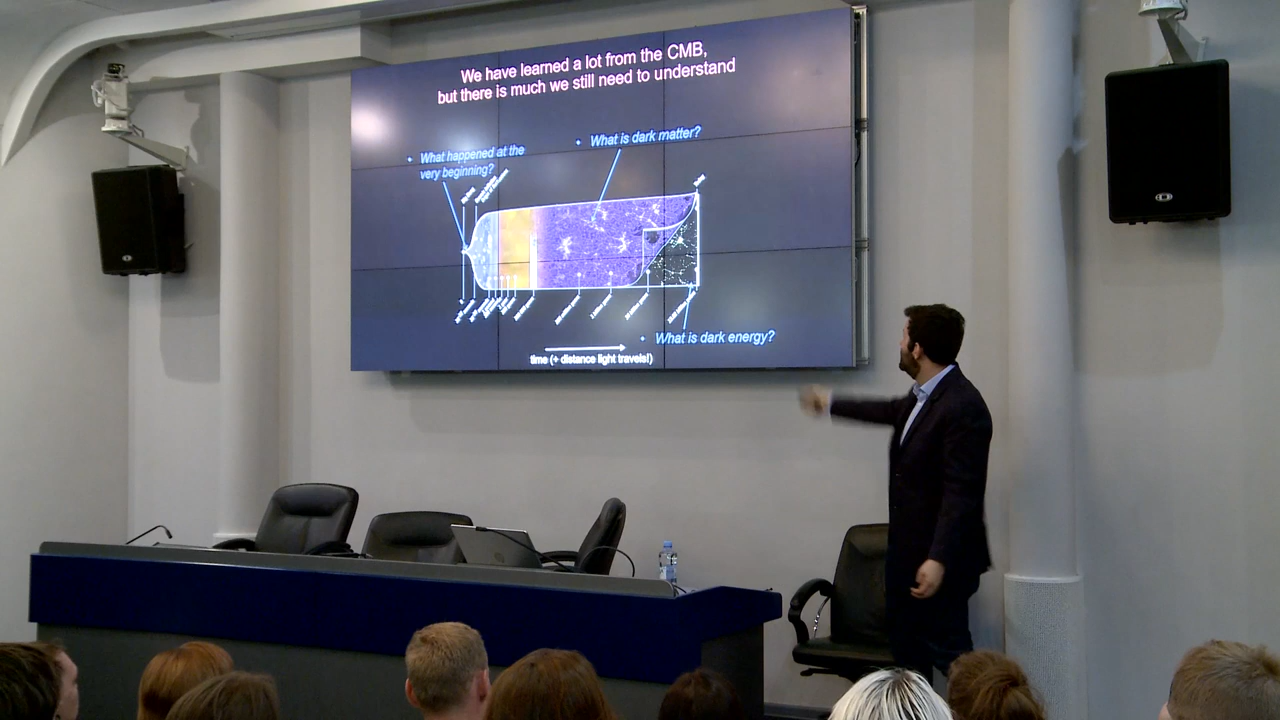 We have learned a lot from the CMB,
but there is much we still need to understand
What is dark matter?
What happened at the
very beginning?
What is dark energy?
time (+ distance light travels!)